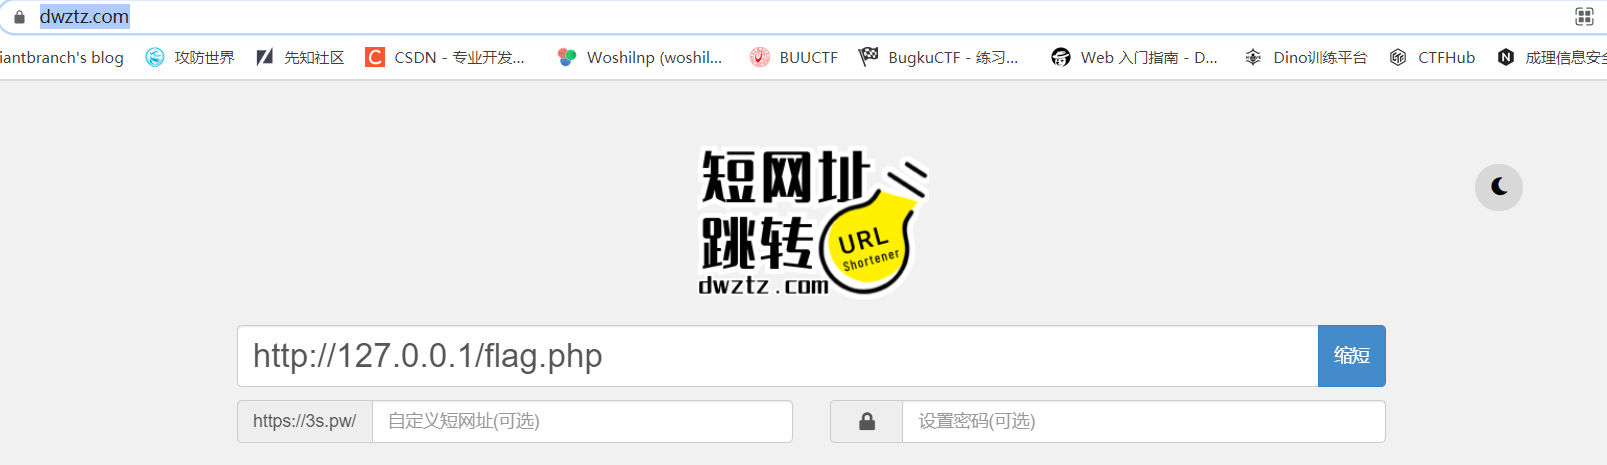 dwztz.com
iantbranch's blog 攻防世界 先知社区 C CSDN - 专业开发... Woshilnp (woshil... BUUCTF BugkuCTF - 练习... Web 入门指南 - D... Dino训练平台 CTFHub N 成理信息安全
短网址
跳转
URL
Shortener
dwztz.com
http://127.0.0.1/flag.php 缩短
https://3s.pw/ 自定义短网址(可选) 设置密码(可选)